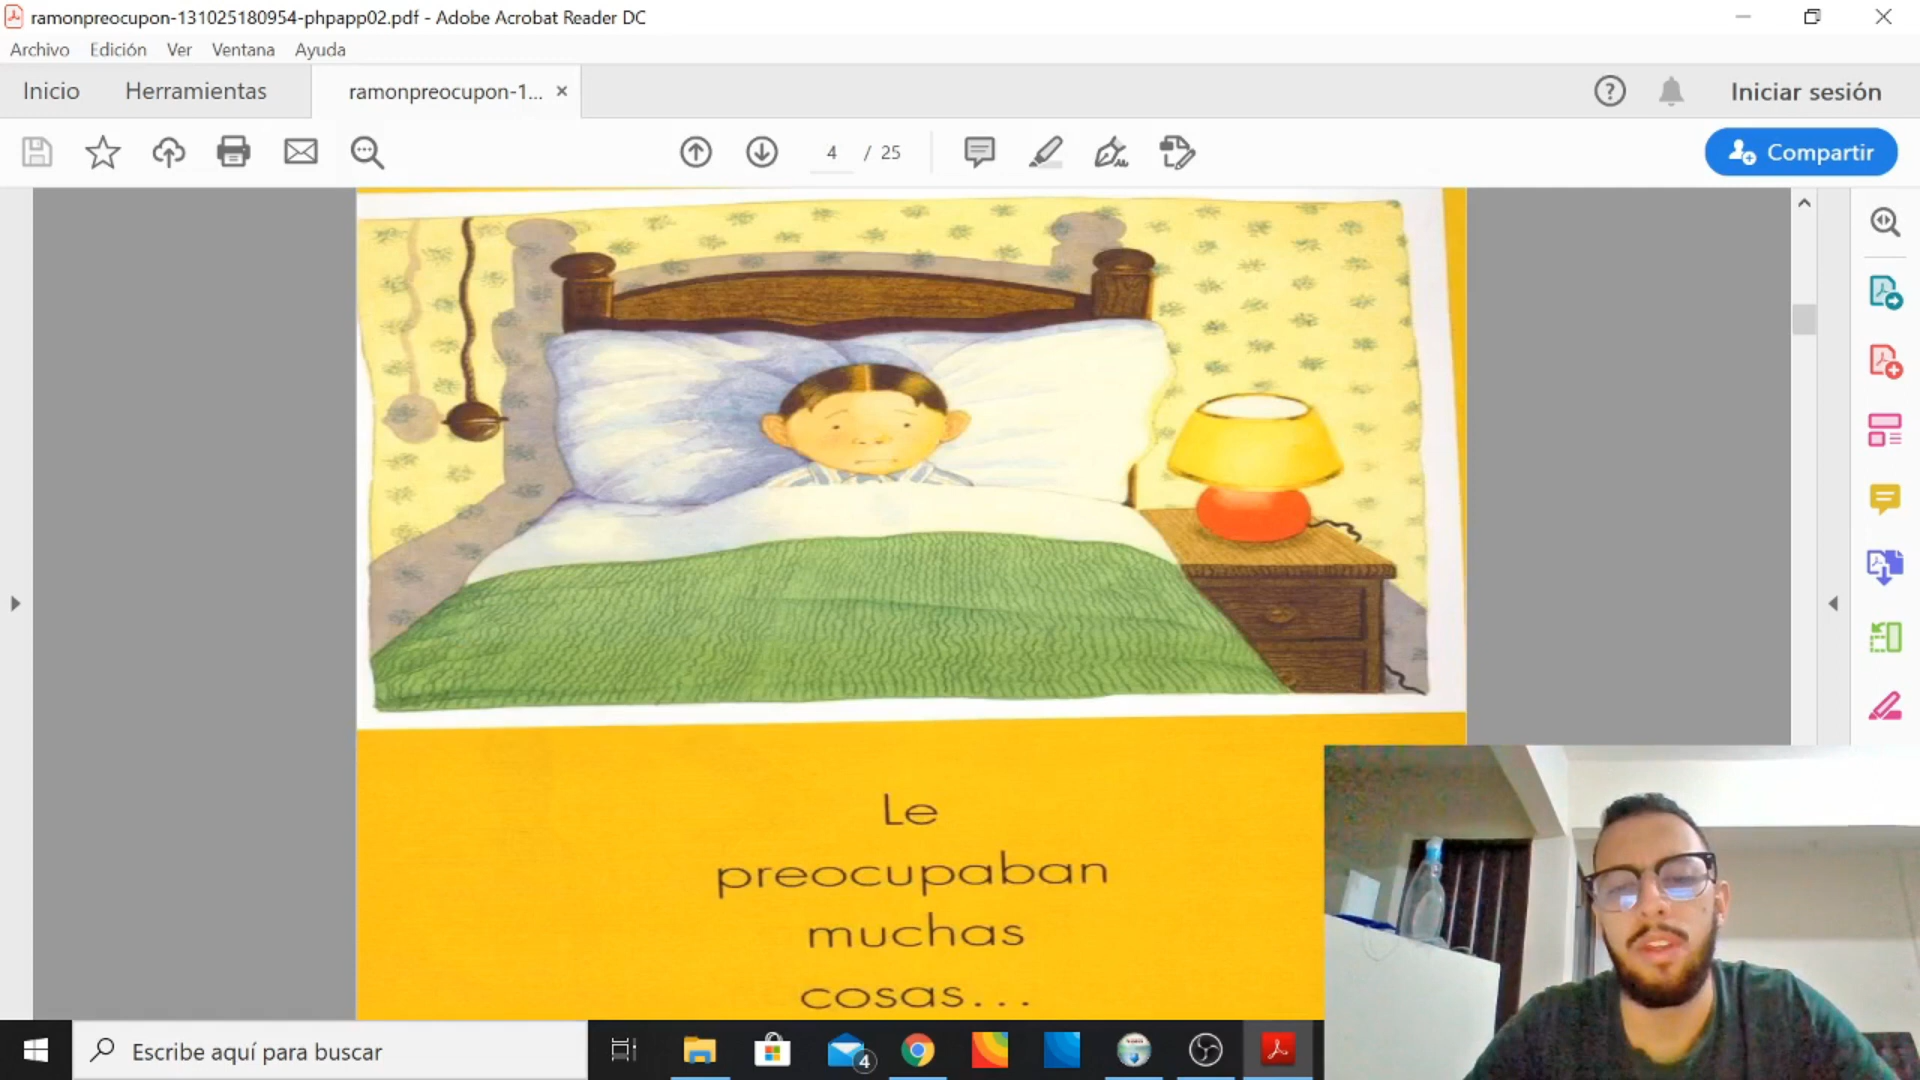 ramonpreocupon-131025180954-phpapp02.pdf - Adobe Acrobat Reader DC
Archivo Edición Ver Ventana Ayuda
Inicio Herramientas ramonpreocupon-1... × Iniciar sesión
4 / 25 Compartir
Le
preocupaban
muchas
cosas...
Escribe aquí para buscar 4